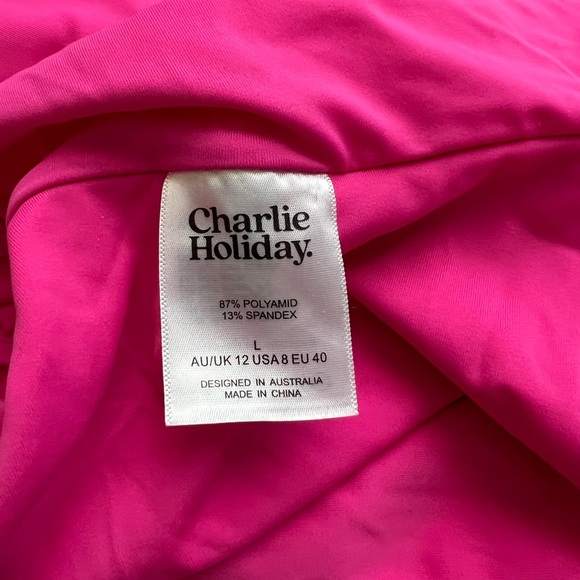 Charlie
Holiday.
87% POLYAMID
13% SPANDEX
L
AU/UK 12 USA 8 EU 40
DESIGNED IN AUSTRALIA
MADE IN CHINA